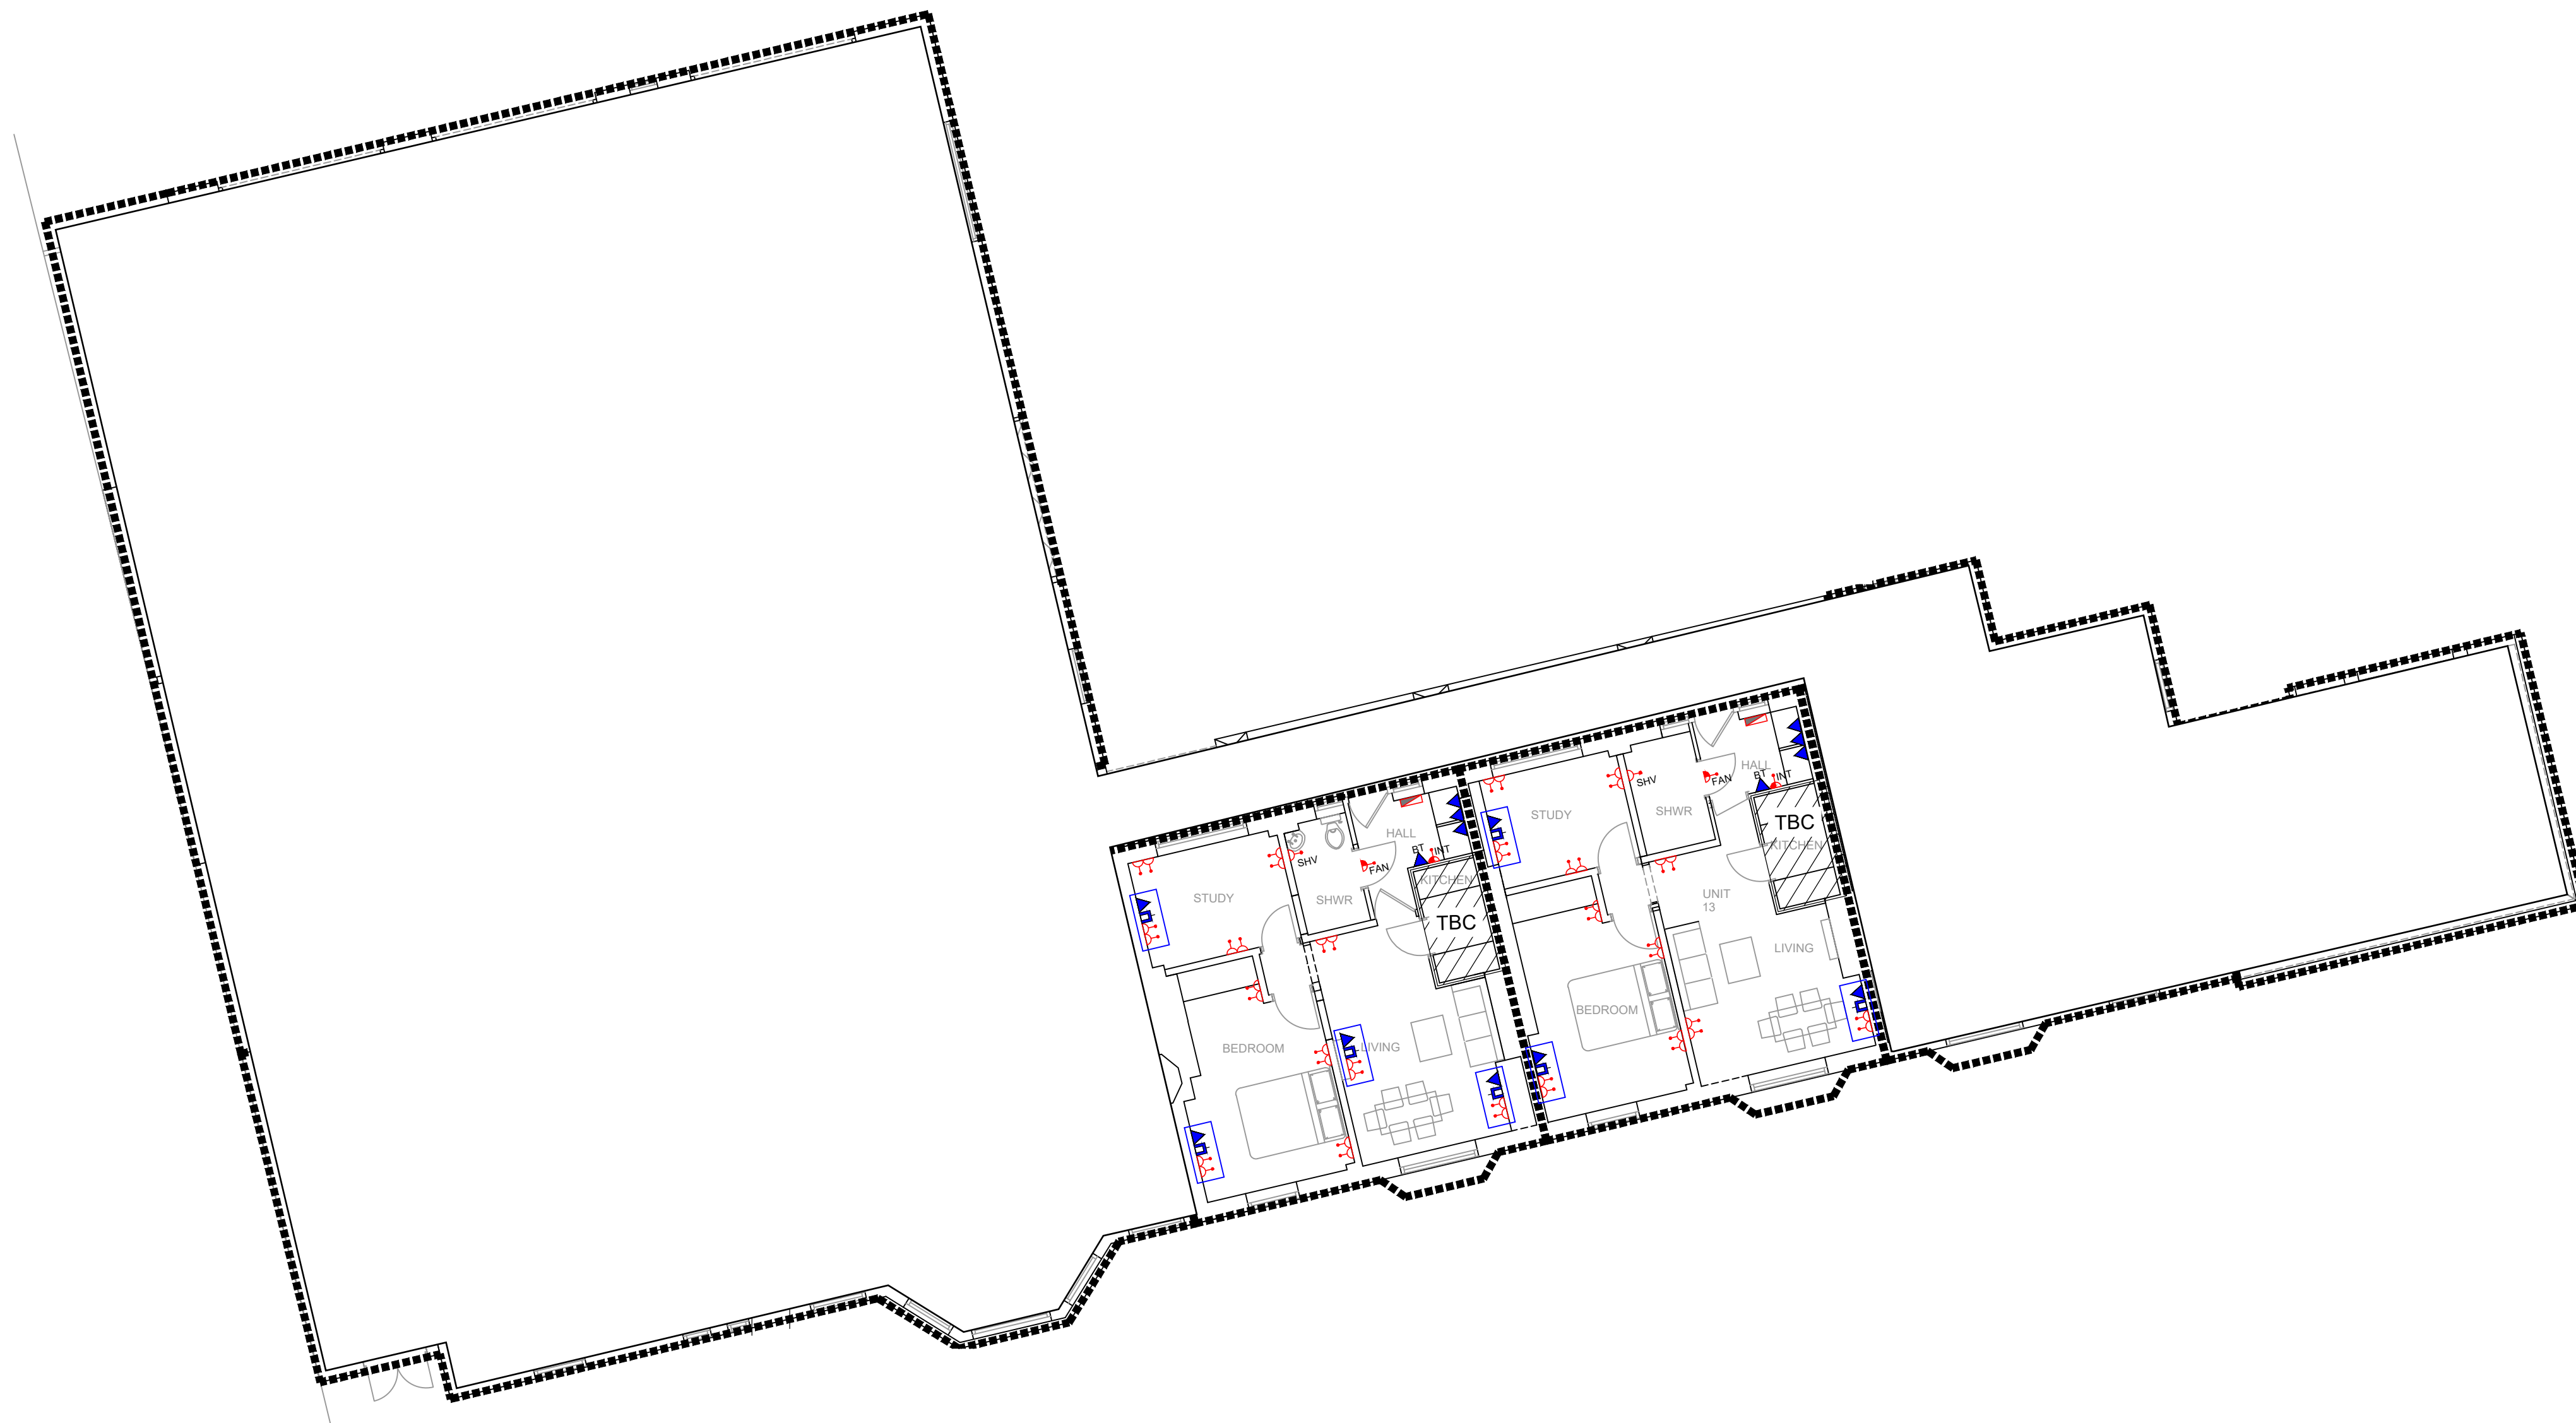 STUDY
SHV
SHWR
FAN
HALL
BT
INT
KITCHEN
TBC
BEDROOM
LIVING
STUDY
SHV
SHWR
FAN
HALL
BT
INT
TBC
KITCHEN
UNIT
13
LIVING
BEDROOM